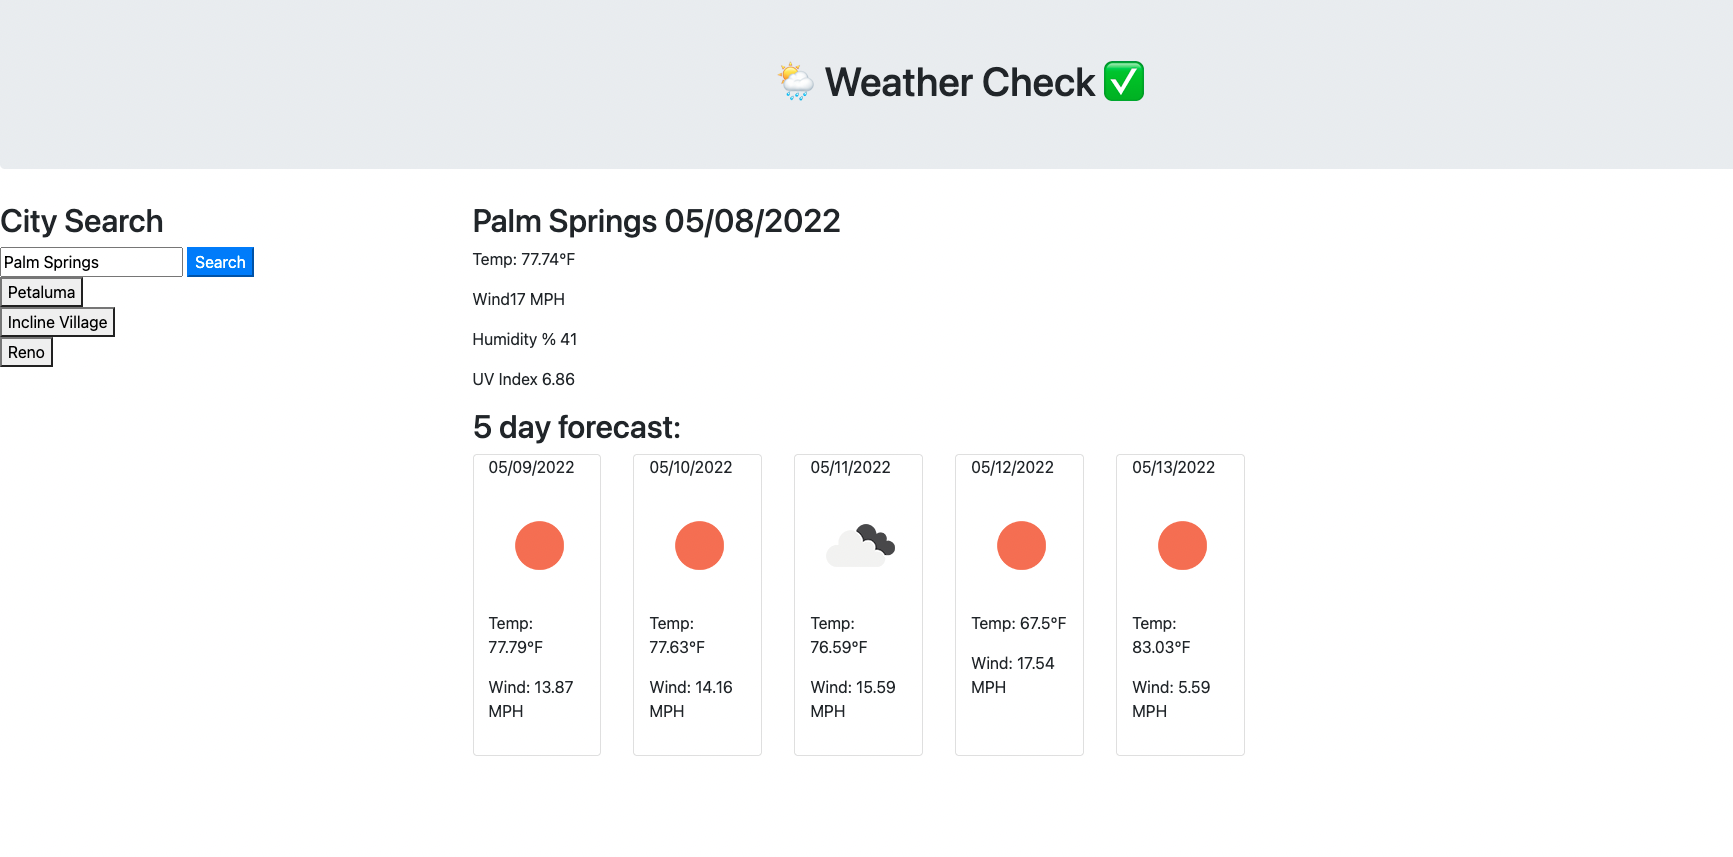 Weather Check
City Search
Palm Springs
Search
Petaluma
Incline Village
Reno
Palm Springs 05/08/2022
Temp: 77.74°F
Wind17 MPH
Humidity % 41
UV Index 6.86
5 day forecast:
05/09/2022
Temp:
77.79°F
Wind: 13.87
MPH
05/10/2022
Temp:
77.63°F
Wind: 14.16
MPH
05/11/2022
Temp:
76.59°F
Wind: 15.59
MPH
05/12/2022
Temp: 67.5°F
Wind: 17.54
MPH
05/13/2022
Temp:
83.03°F
Wind: 5.59
MPH